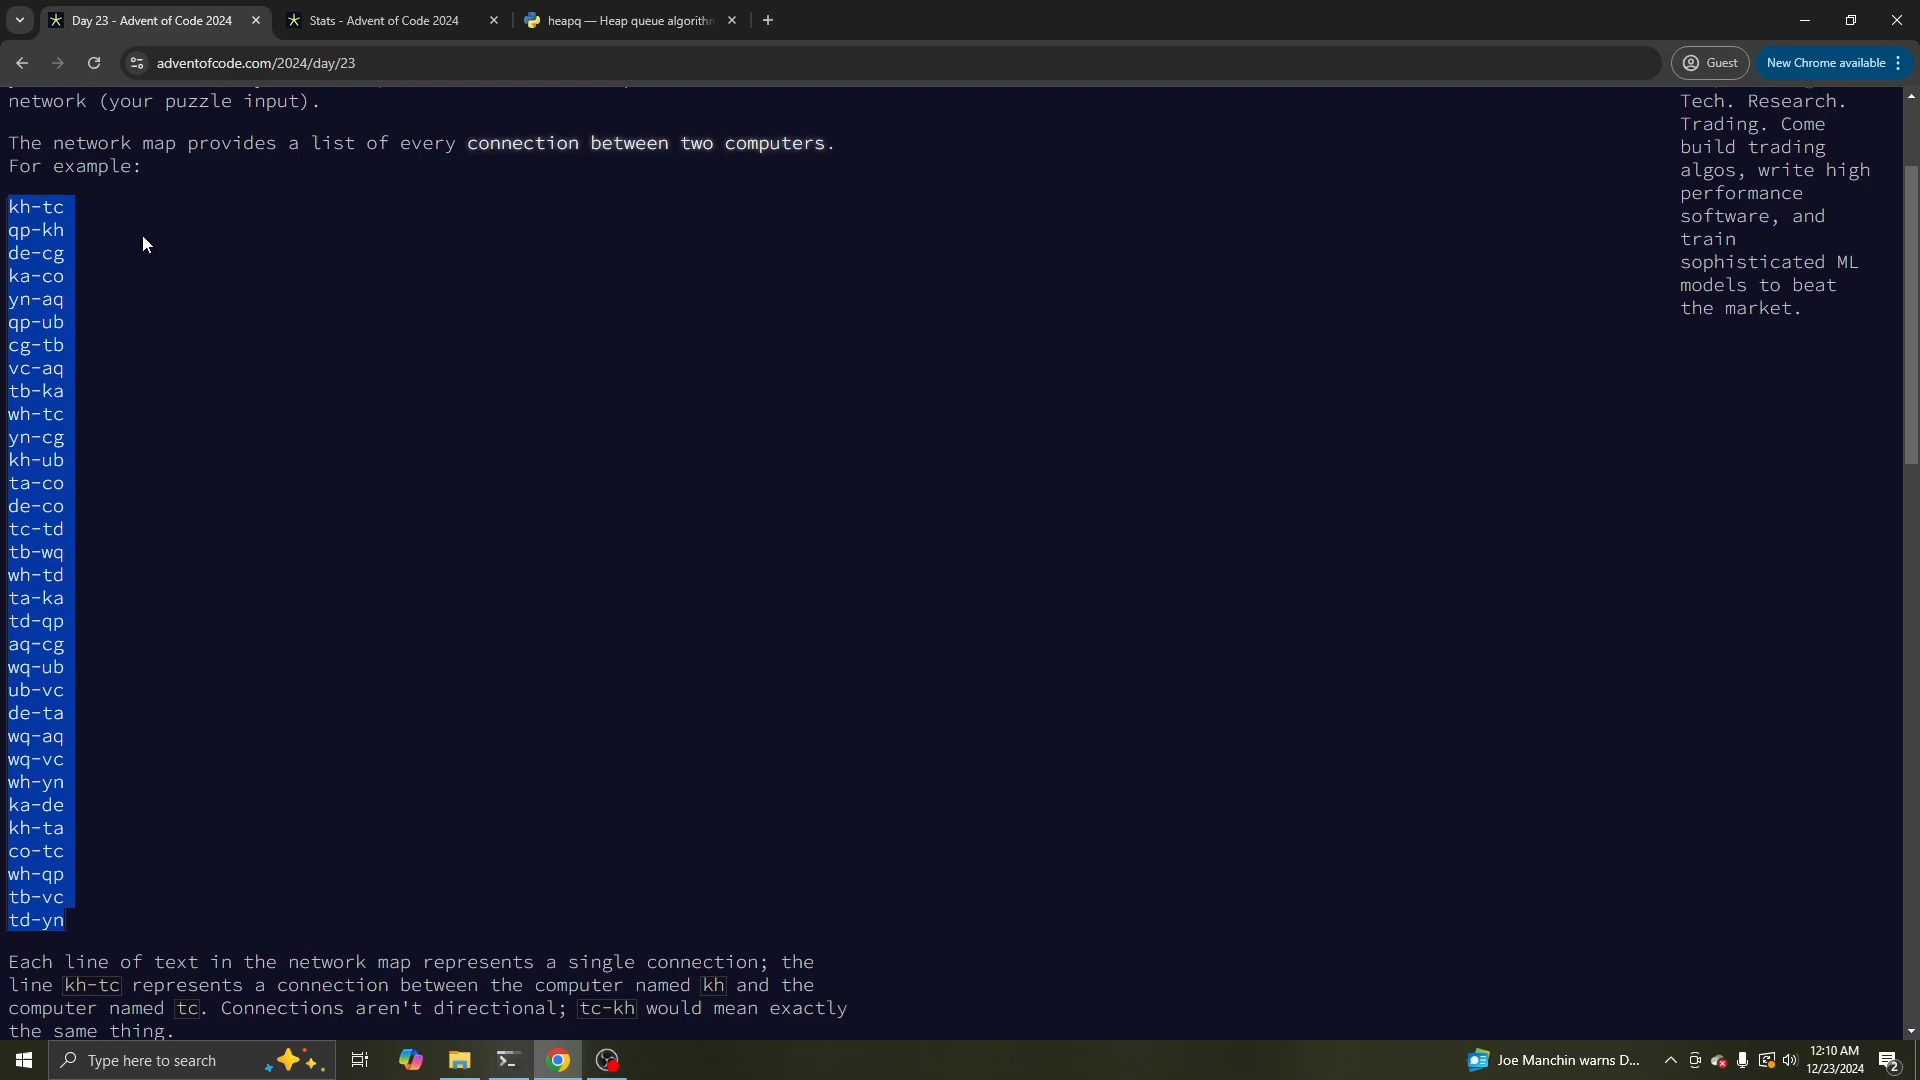 Day 23 - Advent of Code 2024
Stats - Advent of Code 2024
heapq — Heap queue algorithm
adventofcode.com/2024/day/23
Guest
New Chrome available
network (your puzzle input).
The network map provides a list of every connection between two computers.
For example:
kh-tc
qp-kh
de-cg
ka-co
yn-aq
qp-ub
cg-tb
vc-aq
tb-ka
wh-tc
yn-cg
kh-ub
ta-co
de-co
tc-td
tb-wq
wh-td
ta-ka
td-qp
aq-cg
wq-ub
ub-vc
de-ta
wq-aq
wq-vc
wh-yn
ka-de
kh-ta
co-tc
wh-qp
tb-vc
td-yn
Each line of text in the network map represents a single connection; the
line kh-tc represents a connection between the computer named kh and the
computer named tc. Connections aren't directional; tc-kh would mean exactly
the same thing.
Tech. Research.
Trading. Come
build trading
algos, write high
performance
software, and
train
sophisticated ML
models to beat
the market.
Type here to search
Joe Manchin warns D...
12:10 AM
12/23/2024
2